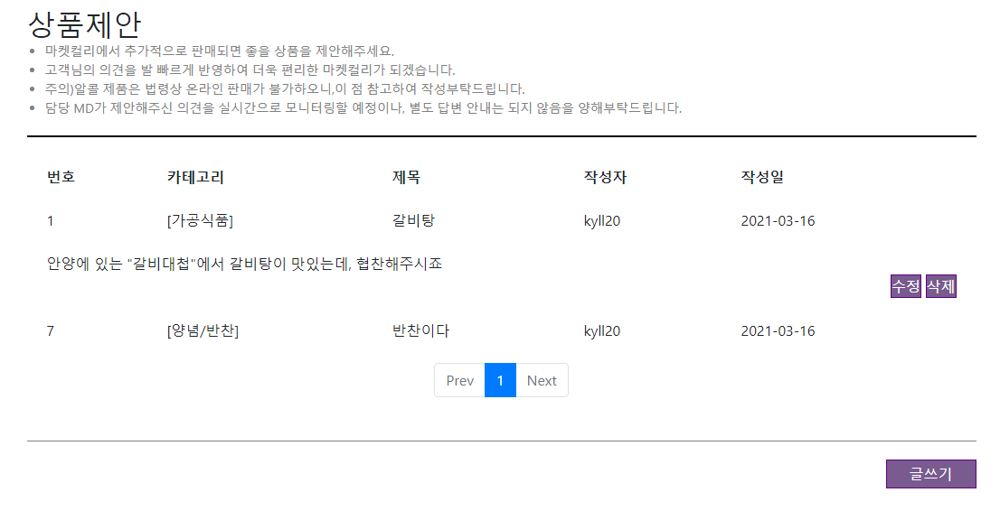 상품제안
마켓컬리에서 추가적으로 판매되면 좋을 상품을 제안해주세요.
고객님의 의견을 발 빠르게 반영하여 더욱 편리한 마켓컬리가 되겠습니다.
주의)알콜 제품은 법령상 온라인 판매가 불가하오니,이 점 참고하여 작성부탁드립니다.
담당 MD가 제안해주신 의견을 실시간으로 모니터링할 예정이나, 별도 답변 안내는 되지 않음을 양해부탁드립니다.
번호 카테고리 제목 작성자 작성일
1 [가공식품] 갈비탕 kyll20 2021-03-16
안양에 있는 "갈비대첩"에서 갈비탕이 맛있는데, 협찬해주시죠
수정 삭제
7 [양념/반찬] 반찬이다 kyll20 2021-03-16
Prev 1 Next
글쓰기